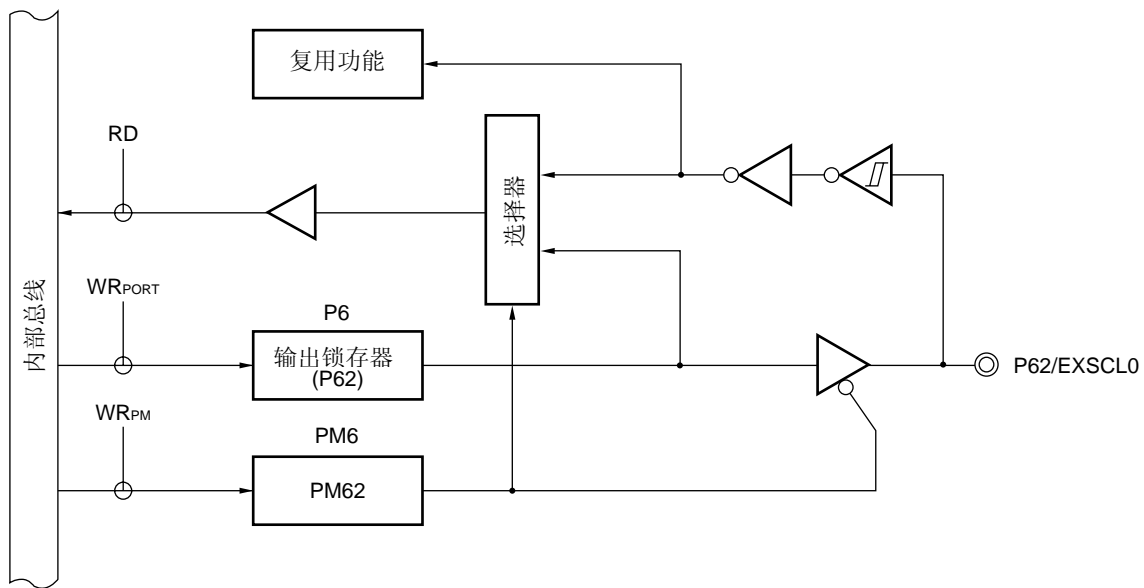 复用功能
RD
选择器
内部总线
WRPORT
P6
输出锁存器
(P62)
P62/EXSCL0
WRPM
PM6
PM62